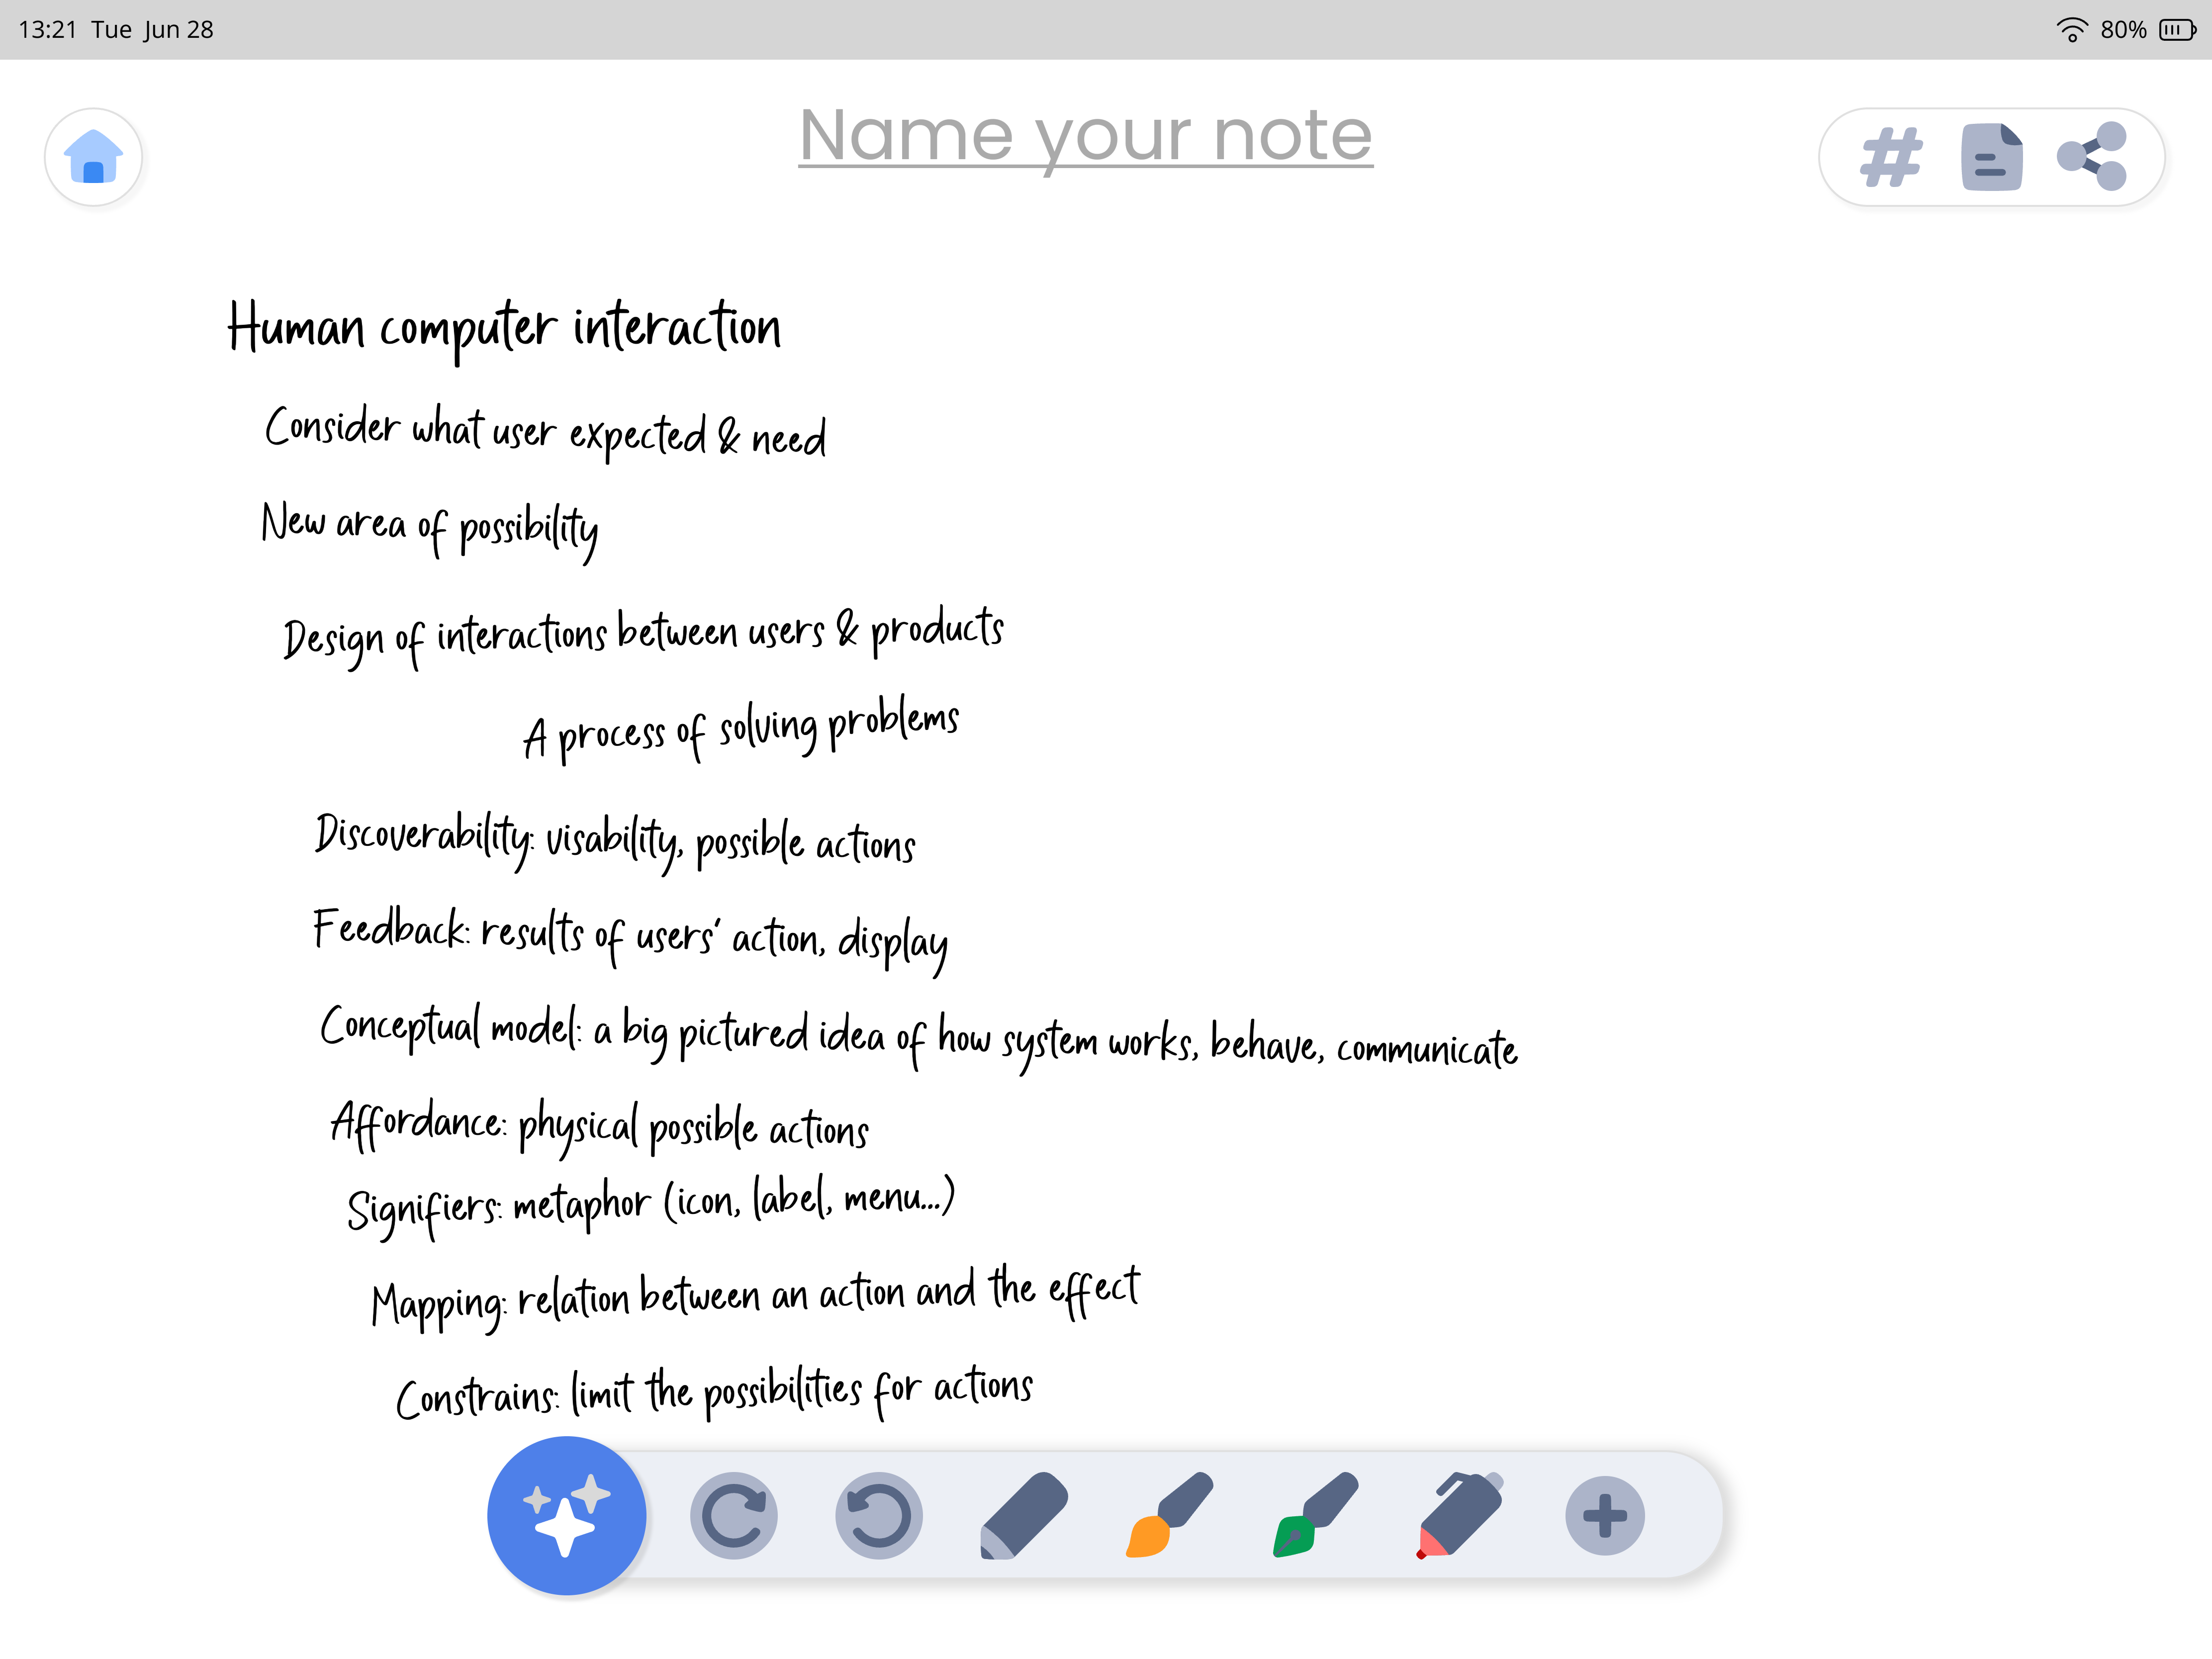 13:21 Tue Jun 28
80%
Name your note
Human computer interaction
Consider what user expected & need
New area of possibility
Design of interactions between users & products
A process of solving problems
Discoverability: visability, possible actions
Feedback: results of users' action, display
Conceptual model: a big pictured idea of how system works, behave, communicate
Affordance: physical possible actions
Signifiers: metaphor (icon, label, menu...)
Mapping: relation between an action and the effect
Constrains: limit the possibilities for actions